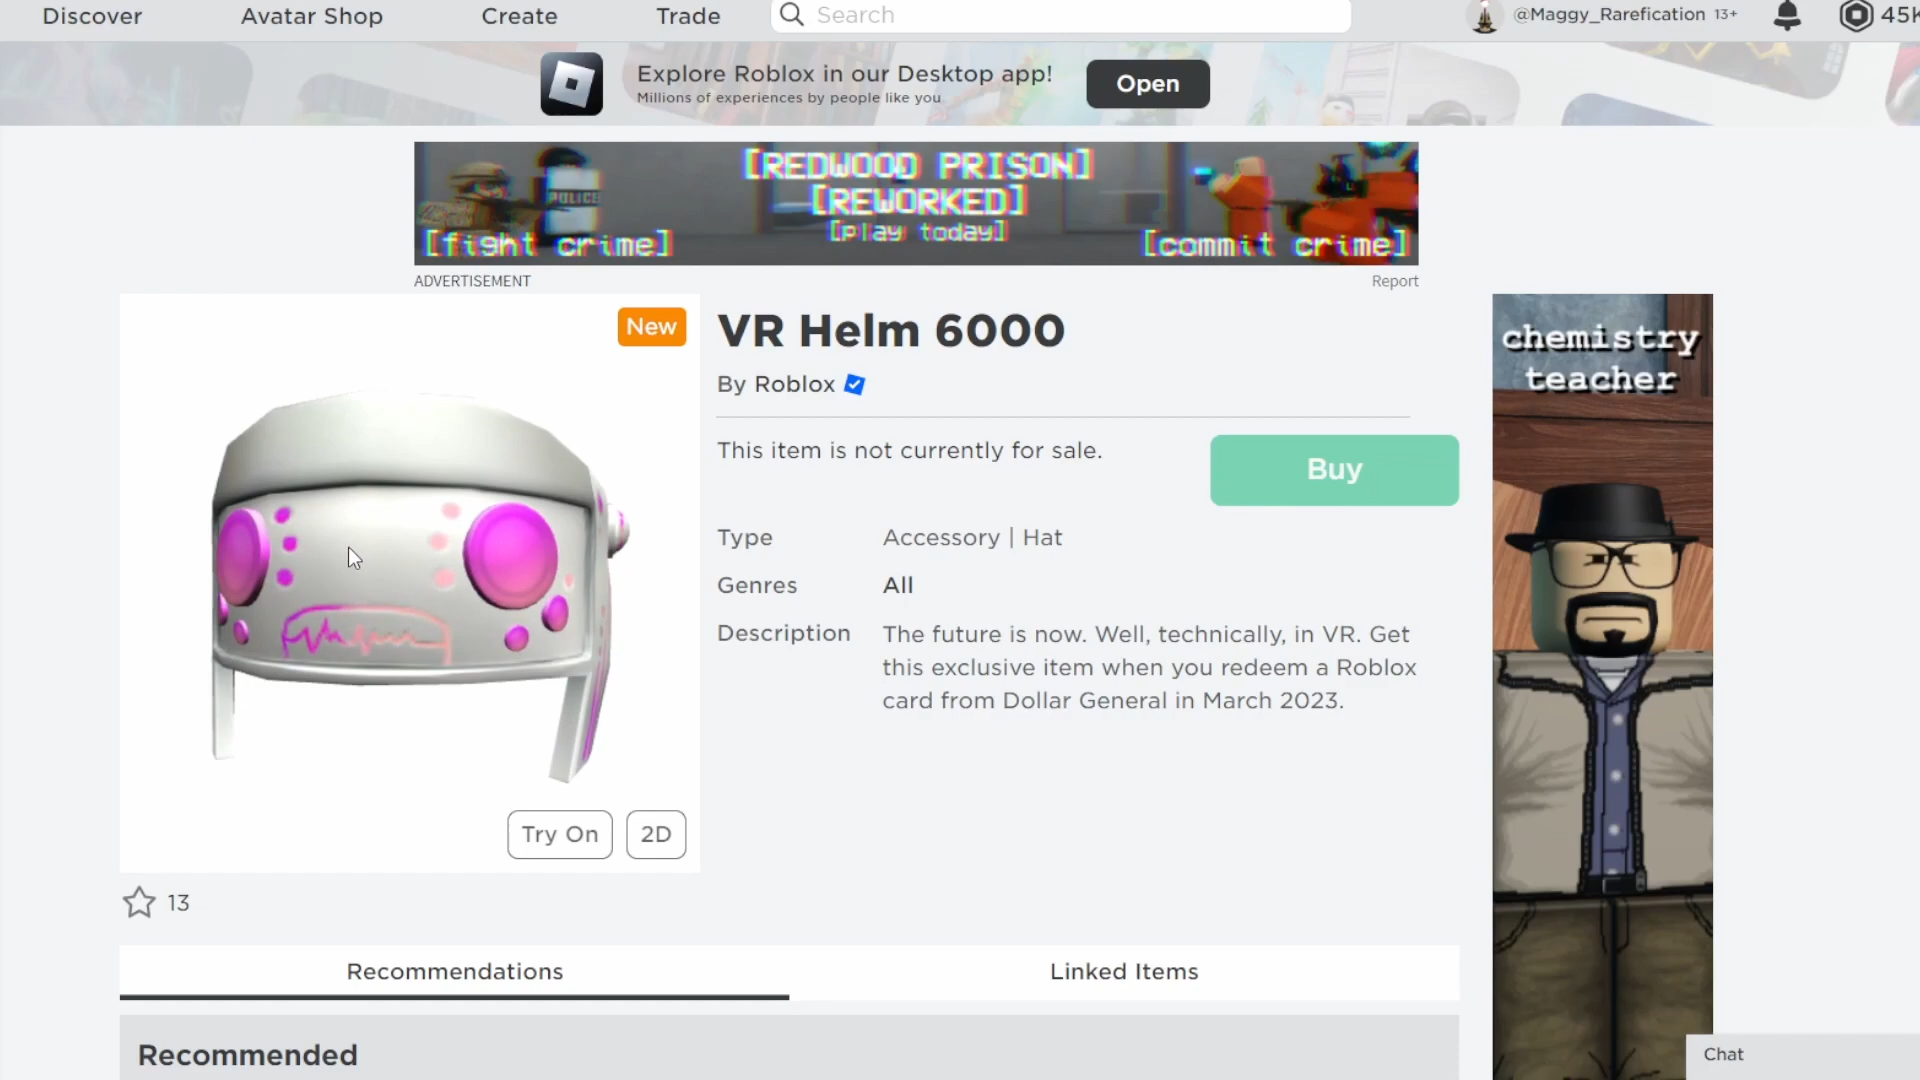 Discover
Avatar Shop
Create
Trade
Search
@Maggy_Rarefication 13+
45K
Explore Roblox in our Desktop app!
Millions of experiences by people like you
Open
POLICE
[REDWOOD PRISON]
[REWORKED]
[play today]
[fight crime]
[commit crime]
ADVERTISEMENT
Report
New
VR Helm 6000
By Roblox
This item is not currently for sale.
Buy
Type
Accessory | Hat
Genres
All
Description
The future is now. Well, technically, in VR. Get
this exclusive item when you redeem a Roblox
card from Dollar General in March 2023.
chemistry
teacher
Try On
2D
13
Recommendations
Linked Items
Recommended
Chat